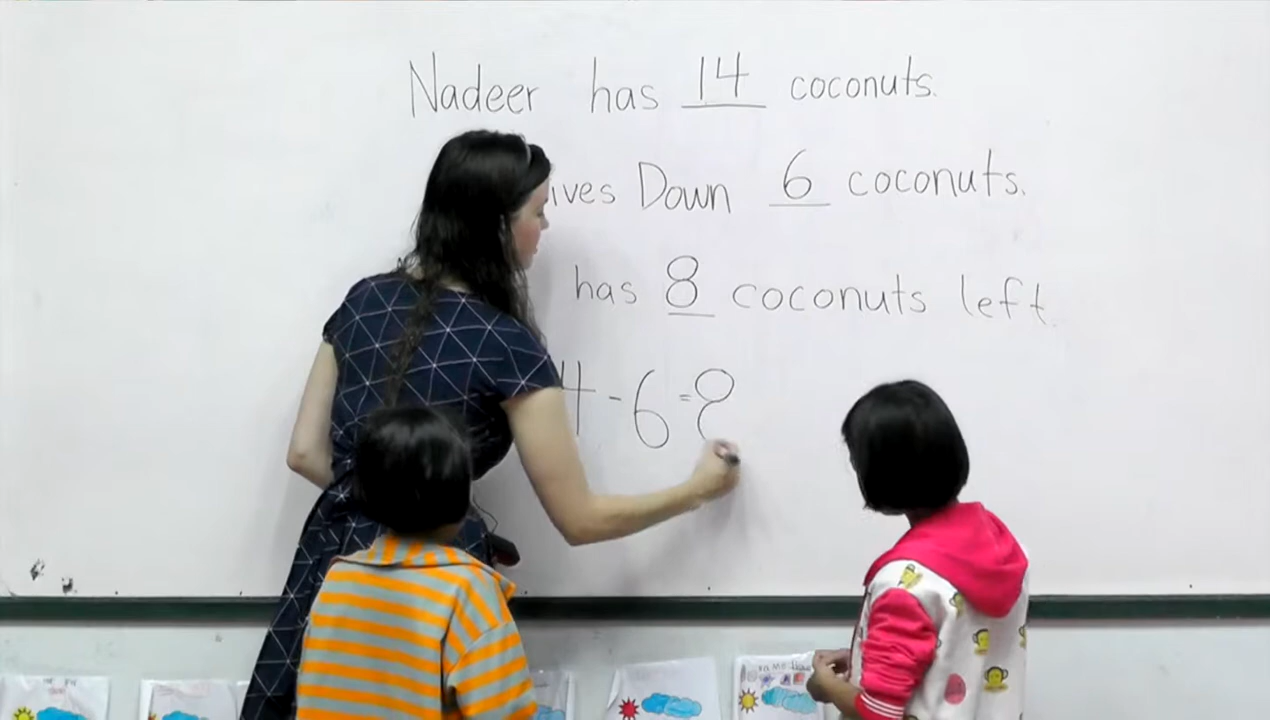 Nadeer has 14 coconuts.
ives Down 6 coconuts.
has 8 coconuts left.
4 - 6 = 8